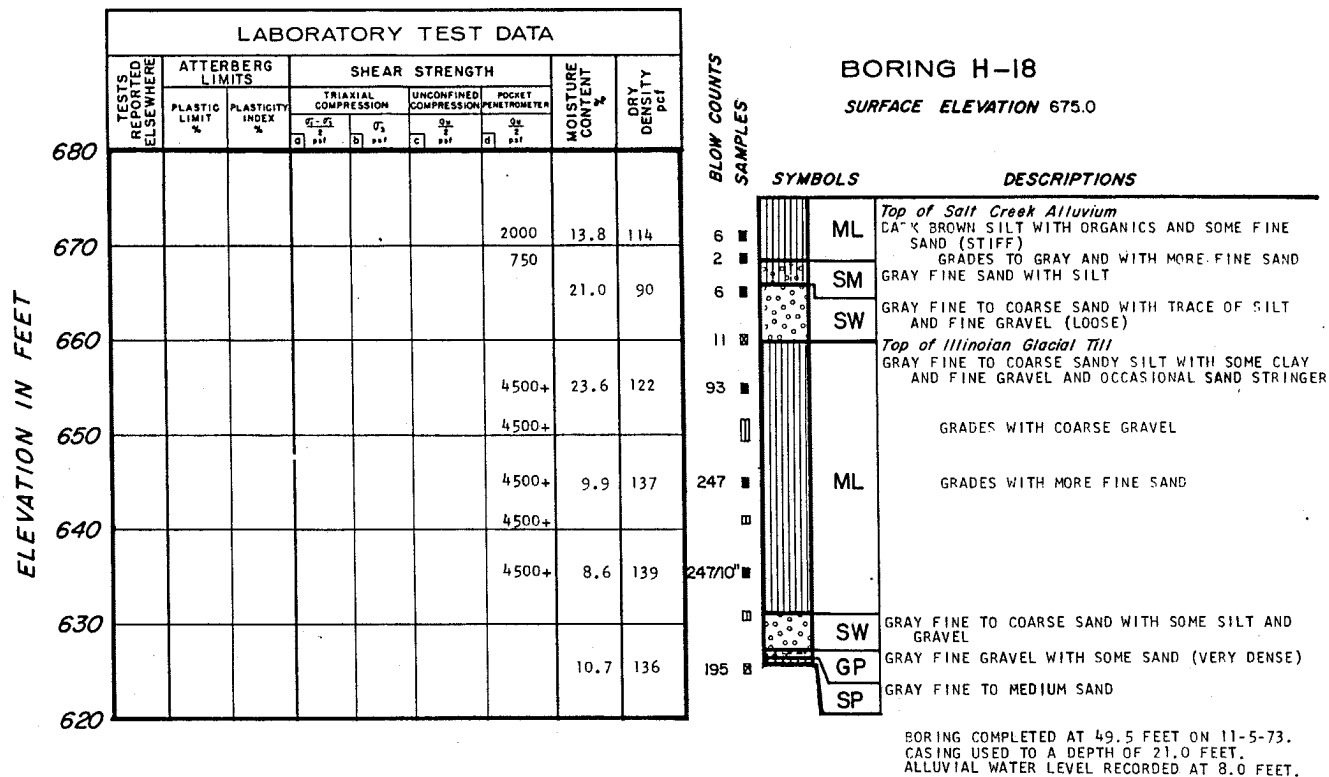 LABORATORY TEST DATA
TESTS REPORTED ELSEWHERE
ATTERBERG LIMITS
SHEAR STRENGTH
MOISTURE CONTENT %
DRY DENSITY pcf
PLASTIC LIMIT %
PLASTICITY INDEX %
TRIAXIAL COMPRESSION
UNCONFINED COMPRESSION
POCKET PENETROMETER
a psf
b psf
c psf
d psf
BLOW COUNTS
SAMPLES
BORING H-18
SURFACE ELEVATION 675.0
SYMBOLS DESCRIPTIONS
ELEVATION IN FEET
680
670
660
650
640
630
620
2000 13.8 114
750
21.0 90
4500+ 23.6 122
4500+
4500+ 9.9 137
4500+
4500+ 8.6 139
10.7 136
6
2
6
11
93
247
247/10"
195
ML
Top of Salt Creek Alluvium
BROWN SILT WITH ORGANICS AND SOME FINE
SAND (STIFF)
GRADES TO GRAY AND WITH MORE FINE SAND
SM
GRAY FINE SAND WITH SILT
SW
GRAY FINE TO COARSE SAND WITH TRACE OF SILT
AND FINE GRAVEL (LOOSE)
Top of Illinoian Glacial Till
GRAY FINE TO COARSE SANDY SILT WITH SOME CLAY
AND FINE GRAVEL AND OCCASIONAL SAND STRINGER
GRADES WITH COARSE GRAVEL
ML
GRADES WITH MORE FINE SAND
SW
GRAY FINE TO COARSE SAND WITH SOME SILT AND
GRAVEL
GP
GRAY FINE GRAVEL WITH SOME SAND (VERY DENSE)
SP
GRAY FINE TO MEDIUM SAND
BORING COMPLETED AT 49.5 FEET ON 11-5-73.
CASING USED TO A DEPTH OF 21.0 FEET.
ALLUVIAL WATER LEVEL RECORDED AT 8.0 FEET.